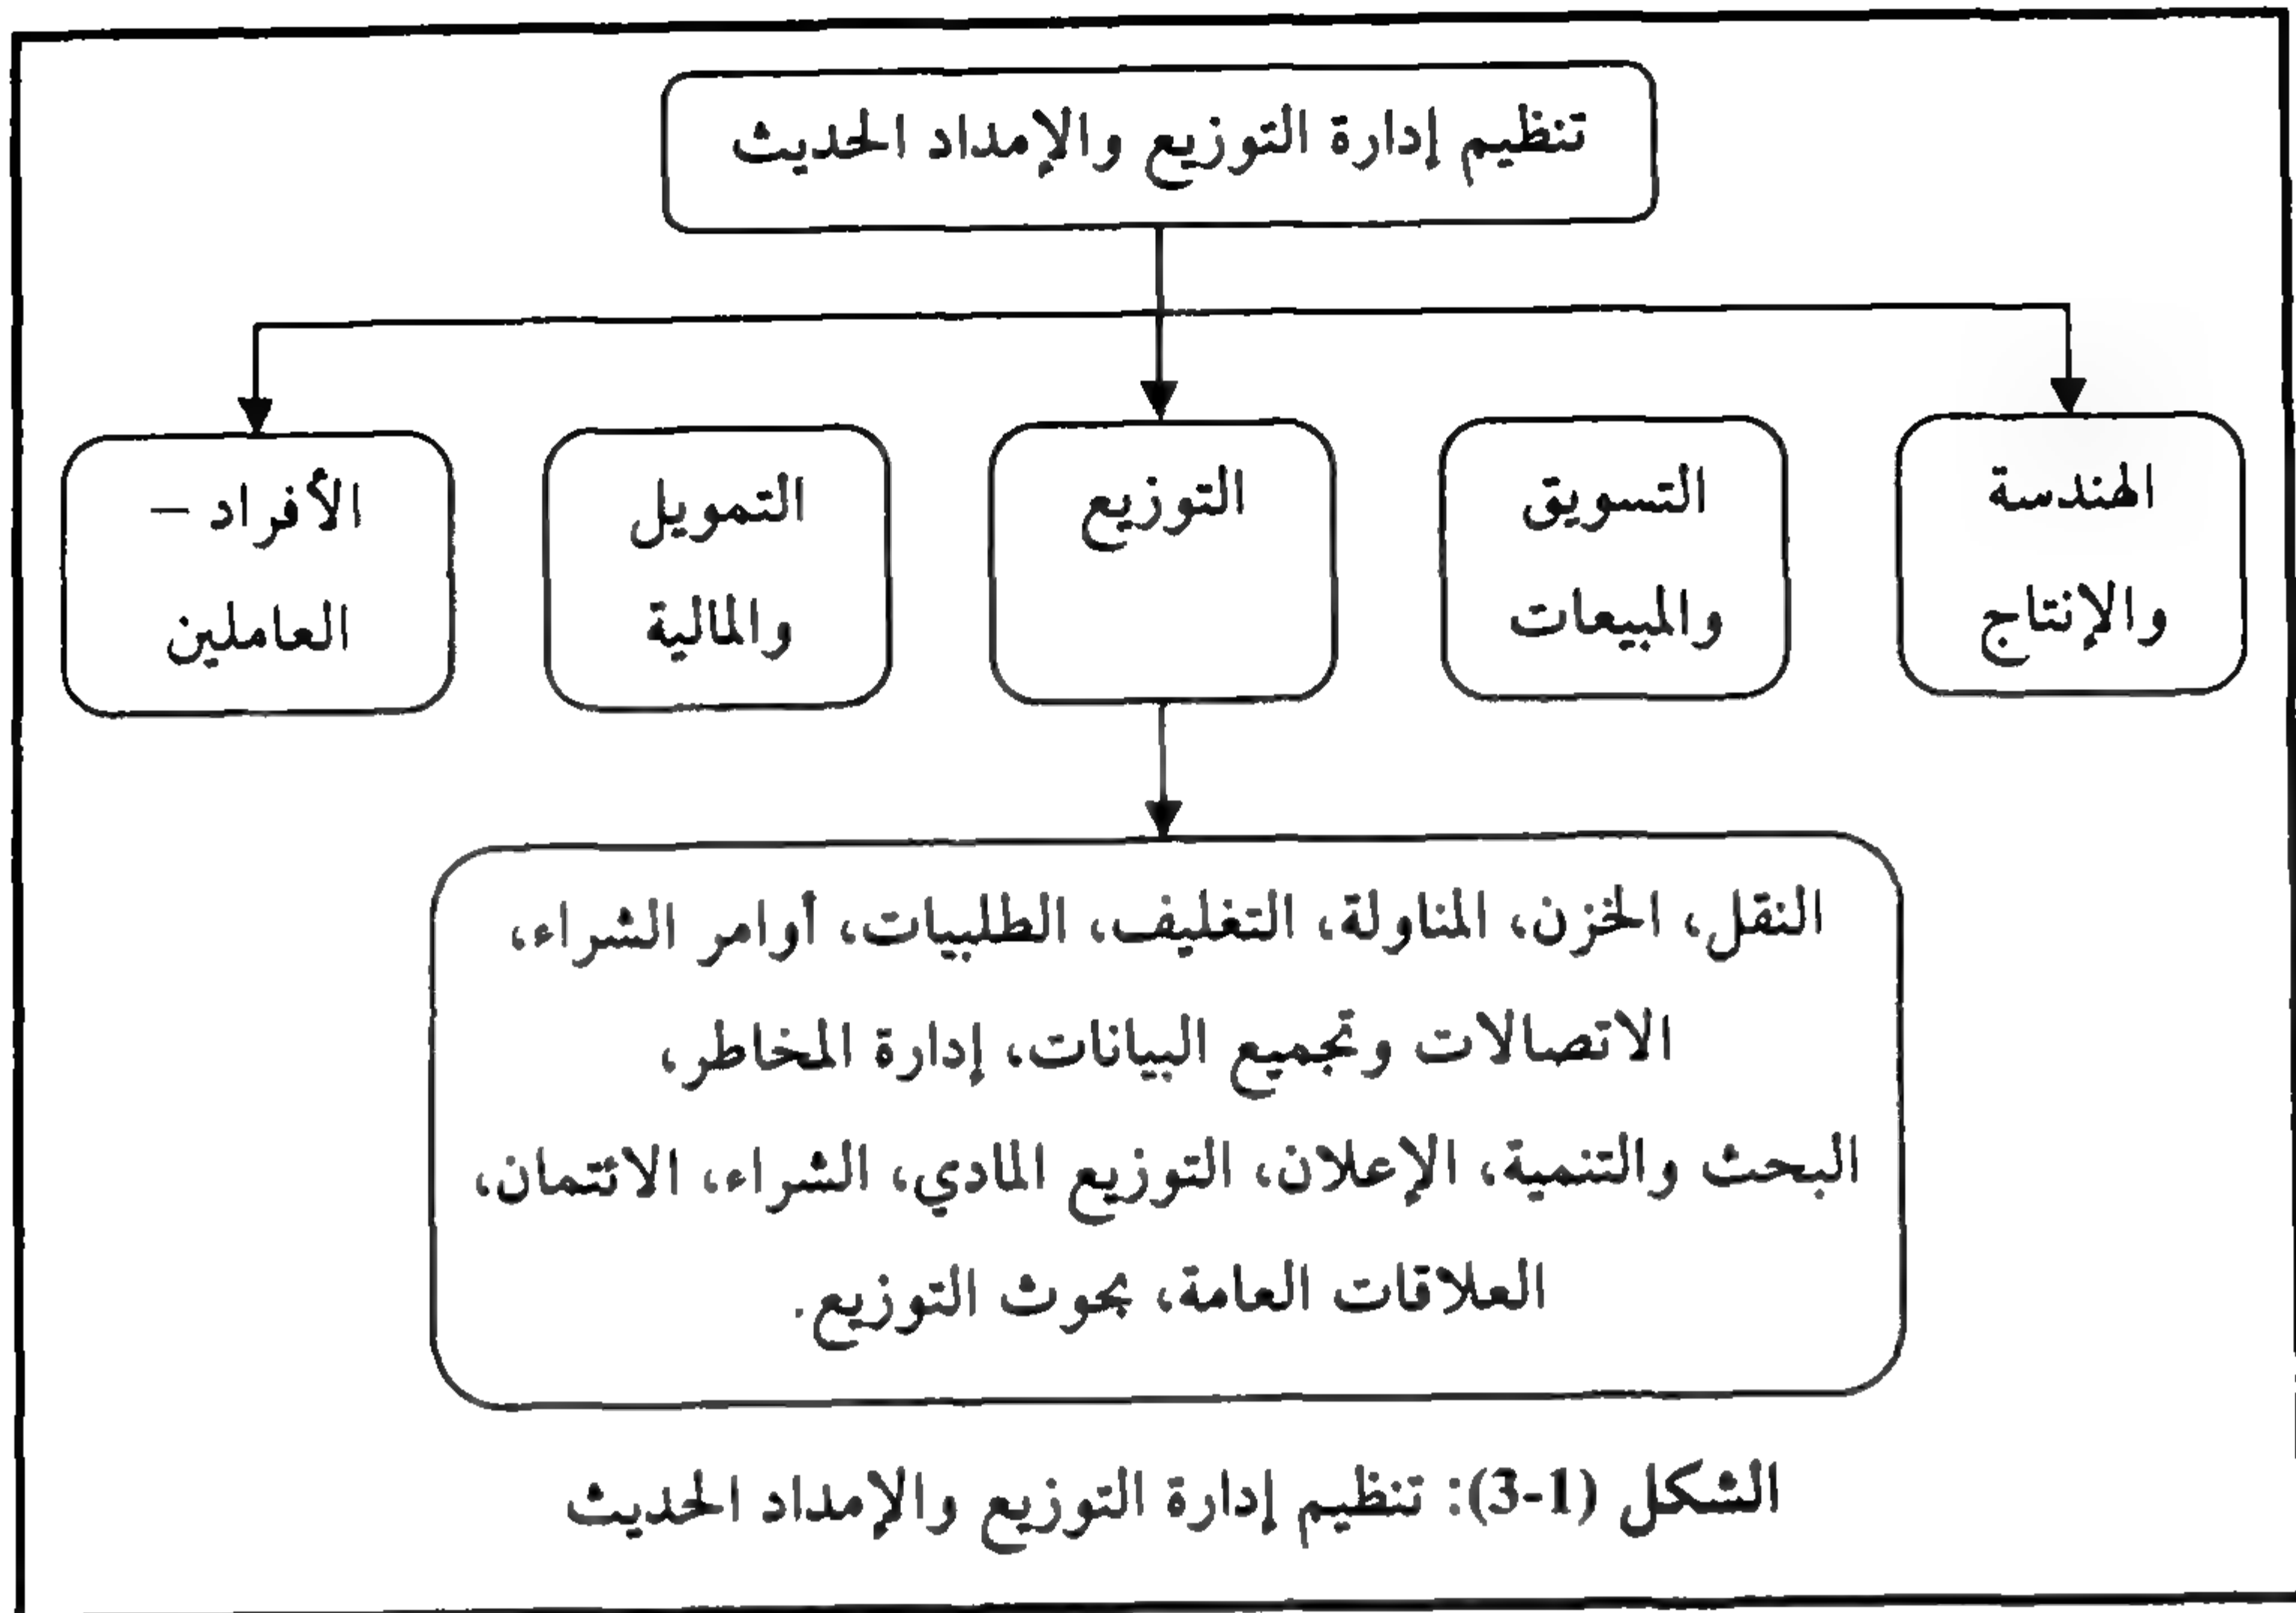 تنظيم إدارة التوزيع والإمداد الحديث
الهندسة
والإنتاج
التسويق
والمبيعات
التوزيع
التمويل
والمالية
الأفراد –
العاملين
النقل، الخزن، المناولة، التغليف، الطلبيات، أوامر الشراء،
الاتصالات وتجميع البيانات، إدارة المخاطر،
البحث والتنمية، الإعلان، التوزيع المادي، الشراء، الائتمان،
العلاقات العامة، بحوث التوزيع.
الشكل (3-1): تنظيم إدارة التوزيع والإمداد الحديث